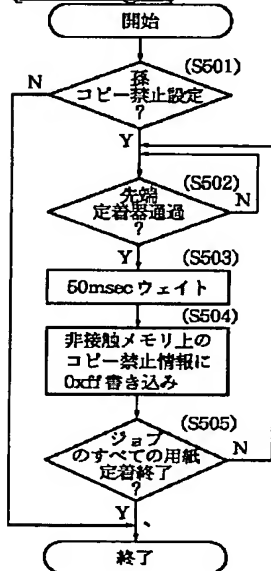 開始
(S501)
N
孫
コピー禁止設定
?
Y
(S502)
先端
定着器通過
?
N
Y
(S503)
50msecウェイト
(S504)
非接触メモリ上の
コピー禁止情報に
0xff書き込み
(S505)
ジョブ
のすべての用紙
定着終了
?
N
Y
終了